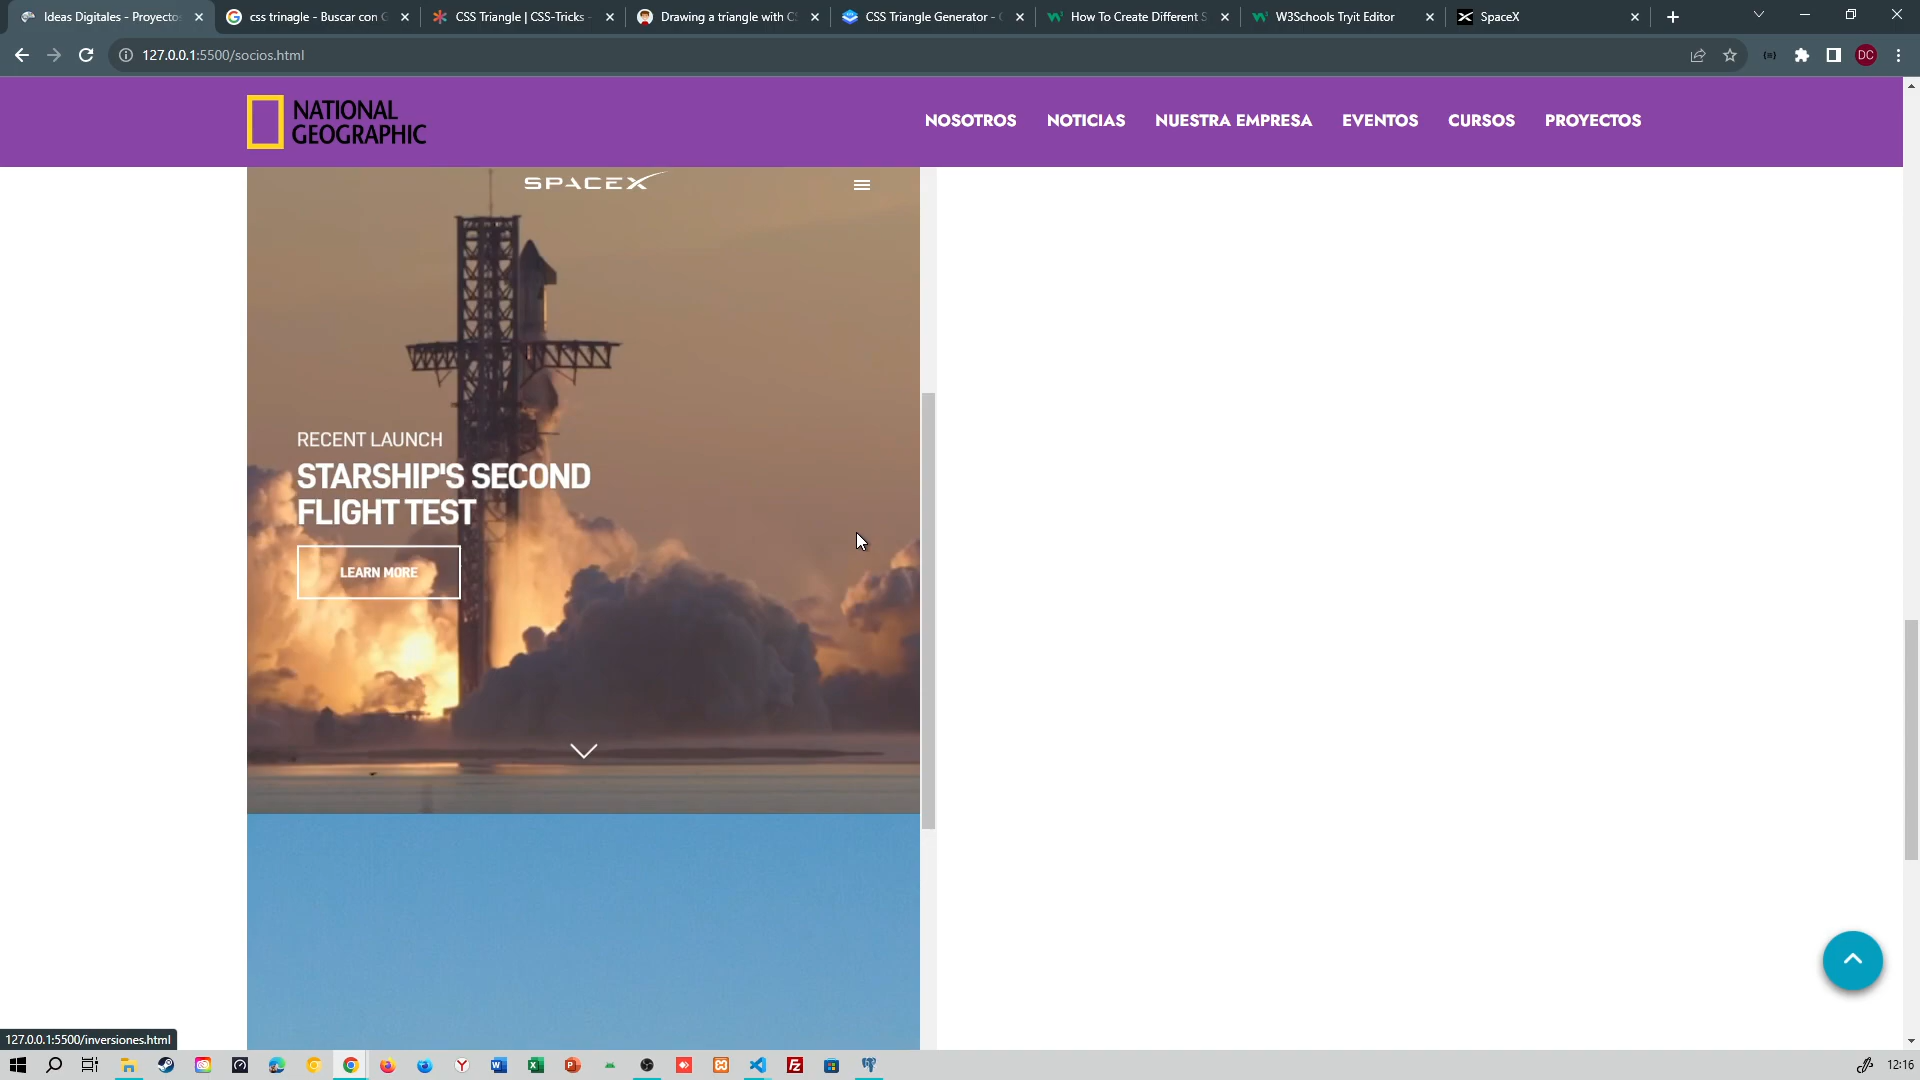 Ideas Digitales - Proyecto
css trinagle - Buscar con G
CSS Triangle | CSS-Tricks -
Drawing a triangle with CS
CSS Triangle Generator - C
How To Create Different S
W3Schools Tryit Editor
SpaceX
127.0.0.1:5500/socios.html
DC
NATIONAL
GEOGRAPHIC
NOSOTROS
NOTICIAS
NUESTRA EMPRESA
EVENTOS
CURSOS
PROYECTOS
SPACEX
RECENT LAUNCH
STARSHIP'S SECOND
FLIGHT TEST
LEARN MORE
127.0.0.1:5500/inversiones.html
12:16